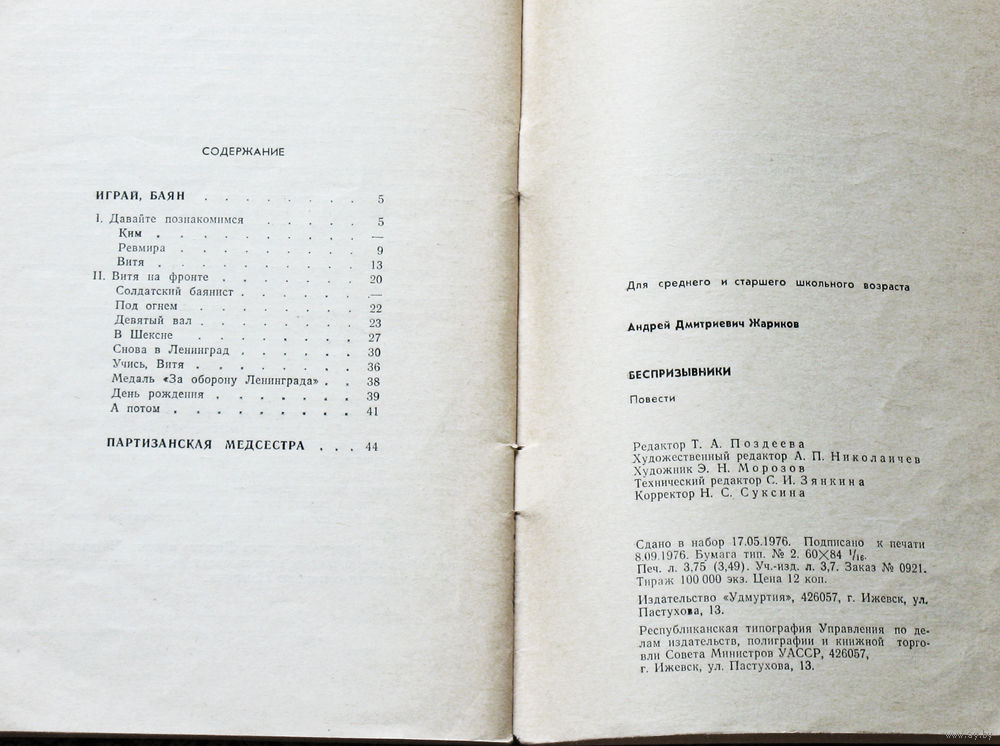 СОДЕРЖАНИЕ
ИГРАЙ, БАЯН . . . . . . . . 5
I. Давайте познакомимся . . . . . 5
Ким . . . . . . . . . . —
Ревмира . . . . . . . . . 9
Витя . . . . . . . . . . 13
II. Витя на фронте . . . . . . . 20
Солдатский баянист . . . . . . —
Под огнем . . . . . . . . . 22
Девятый вал . . . . . . . . 23
В Шексне . . . . . . . . 27
Снова в Ленинград . . . . . . 30
Учись, Витя . . . . . . . . 36
Медаль «За оборону Ленинграда» . . 38
День рождения . . . . . . . 39
А потом . . . . . . . . . 41
ПАРТИЗАНСКАЯ МЕДСЕСТРА . . . 44
Для среднего и старшего школьного возраста
Андрей Дмитриевич Жариков
БЕСПРИЗЫВНИКИ
Повести
Редактор Т. А. Поздеева
Художественный редактор А. П. Николаичев
Художник Э. Н. Морозов
Технический редактор С. И. Зянкина
Корректор Н. С. Суксина
Сдано в набор 17.05.1976. Подписано к печати
8.09.1976. Бумага тип. № 2. 60×84 1/16.
Печ. л. 3,75 (3,49). Уч.-изд. л. 3,7. Заказ № 0921.
Тираж 100 000 экз. Цена 12 коп.
Издательство «Удмуртия», 426057, г. Ижевск, ул.
Пастухова, 13.
Республиканская типография Управления по де-
лам издательств, полиграфии и книжной торгов-
ли Совета Министров УАССР, 426057,
г. Ижевск, ул. Пастухова, 13.
www.ay.by